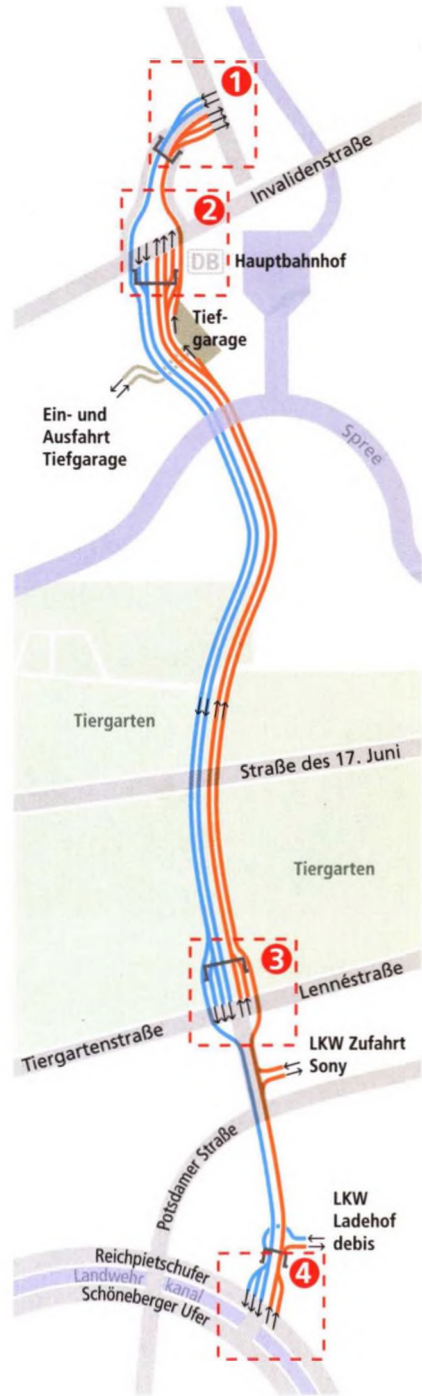 1
Invalidenstraße
2
DB Hauptbahnhof
Tief-
garage
Ein- und
Ausfahrt
Tiefgarage
Spree
Tiergarten
Straße des 17. Juni
Tiergarten
3
Lennéstraße
Tiergartenstraße
LKW Zufahrt
Sony
Potsdamer Straße
LKW
Ladehof
debis
Reichpietschufer
Landwehr kanal
Schöneberger Ufer
4